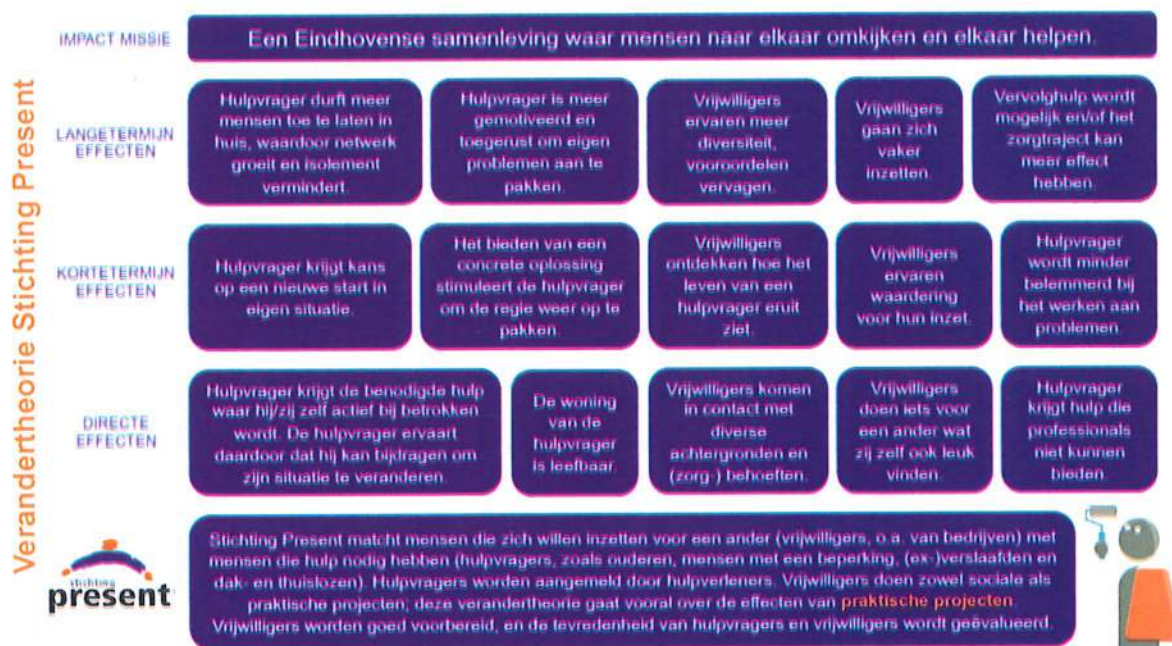 Verandertheorie Stichting Present
IMPACT MISSIE
Een Eindhovense samenleving waar mensen naar elkaar omkijken en elkaar helpen.
LANGETERMIJN
EFFECTEN
Hulpvrager durft meer
mensen toe te laten in
huis, waardoor netwerk
groeit en isolement
vermindert.
Hulpvrager is meer
gemotiveerd en
toegerust om eigen
problemen aan te
pakken.
Vrijwilligers
ervaren meer
diversiteit,
vooroordelen
vervagen.
Vrijwilligers
gaan zich
vaker
inzetten.
Vervolghulp wordt
mogelijk en/of het
zorgtraject kan
meer effect
hebben.
KORTETERMIJN
EFFECTEN
Hulpvrager krijgt kans
op een nieuwe start in
eigen situatie.
Het bieden van een
concrete oplossing
stimuleert de hulpvrager
om de regie weer op te
pakken.
Vrijwilligers
ontdekken hoe het
leven van een
hulpvrager eruit
ziet.
Vrijwilligers
ervaren
waardering
voor hun inzet.
Hulpvrager
wordt minder
belemmerd bij
het werken aan
problemen.
DIRECTE
EFFECTEN
Hulpvrager krijgt de benodigde hulp
waar hij/zij zelf actief bij betrokken
wordt. De hulpvrager ervaart
daardoor dat hij kan bijdragen om
zijn situatie te veranderen.
De woning
van de
hulpvrager
is leefbaar.
Vrijwilligers komen
in contact met
diverse
achtergronden en
(zorg-) behoeften.
Vrijwilligers
doen iets voor
een ander wat
zij zelf ook leuk
vinden.
Hulpvrager
krijgt hulp die
professionals
niet kunnen
bieden.
stichting
present
Stichting Present matcht mensen die zich willen inzetten voor een ander (vrijwilligers, o.a. van bedrijven) met
mensen die hulp nodig hebben (hulpvragers, zoals ouderen, mensen met een beperking, (ex-)verslaafden en
dak- en thuislozen). Hulpvragers worden aangemeld door hulpverleners. Vrijwilligers doen zowel sociale als
praktische projecten; deze verandertheorie gaat vooral over de effecten van praktische projecten.
Vrijwilligers worden goed voorbereid, en de tevredenheid van hulpvragers en vrijwilligers wordt geëvalueerd.